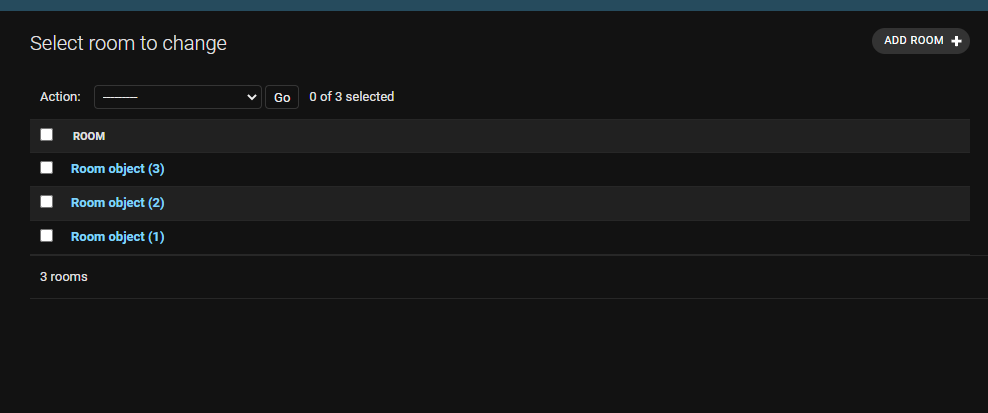 Select room to change
ADD ROOM
Action: --------- Go 0 of 3 selected
ROOM
Room object (3)
Room object (2)
Room object (1)
3 rooms